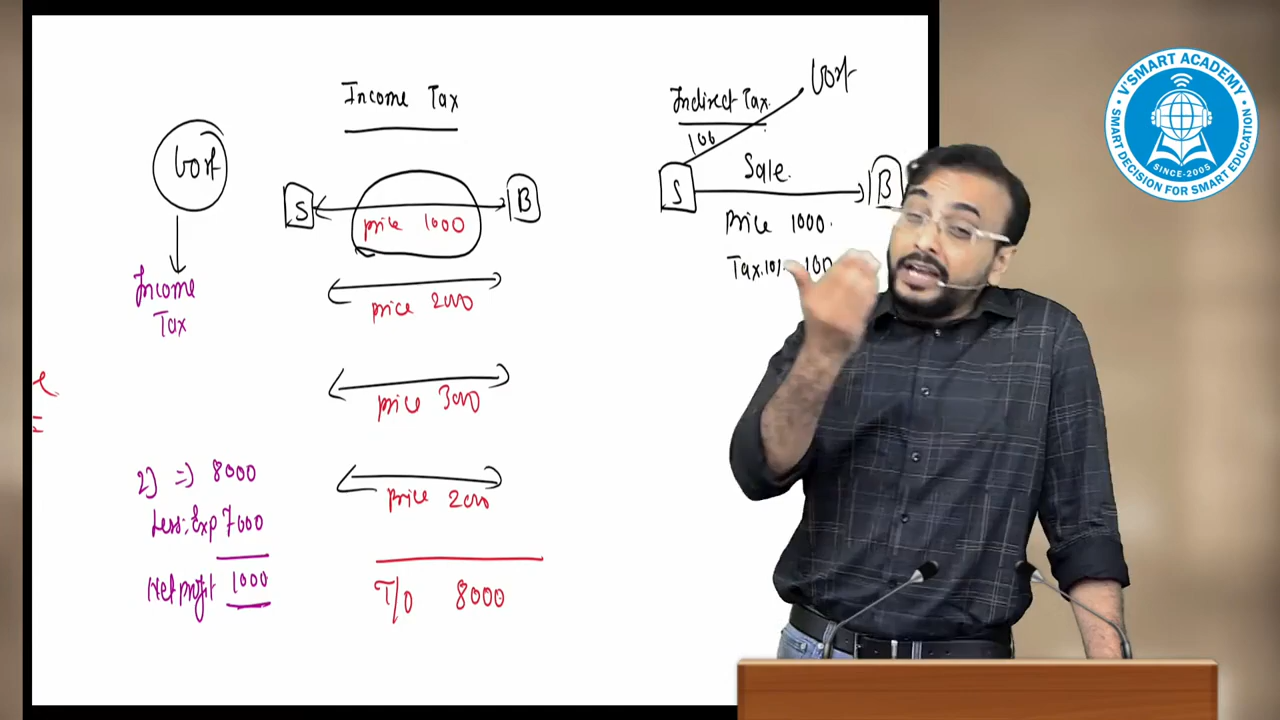 Income Tax
Govt
S
B
price 1000
Income
Tax
price 2000
price 3000
price 2000
2) => 8000
Less: Exp 7000
Net profit 1000
T/O 8000
Indirect Tax
Govt
100
S
Sale.
B
Price 1000.
Tax 10% 100
V'SMART ACADEMY
SINCE-2005
SMART DECISION FOR SMART EDUCATION